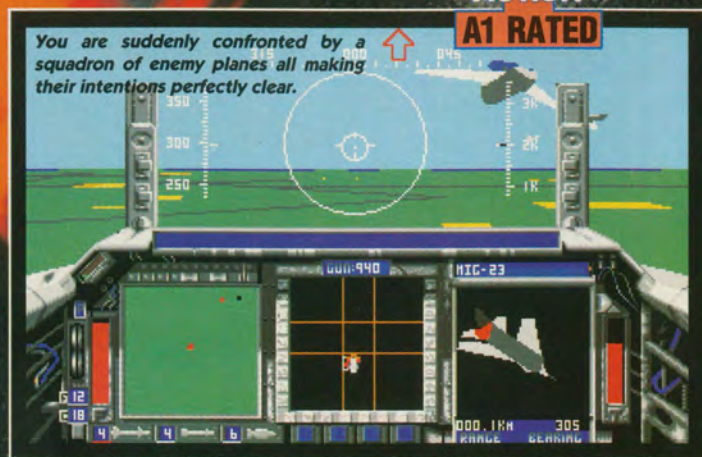 A1 RATED
You are suddenly confronted by a
squadron of enemy planes all making
their intentions perfectly clear.
315 000 045
350 3K
300 2K
250 1K
GUN:940 MIG-23
12
18
4 4 6
000.1KM 305
RANGE BEARING